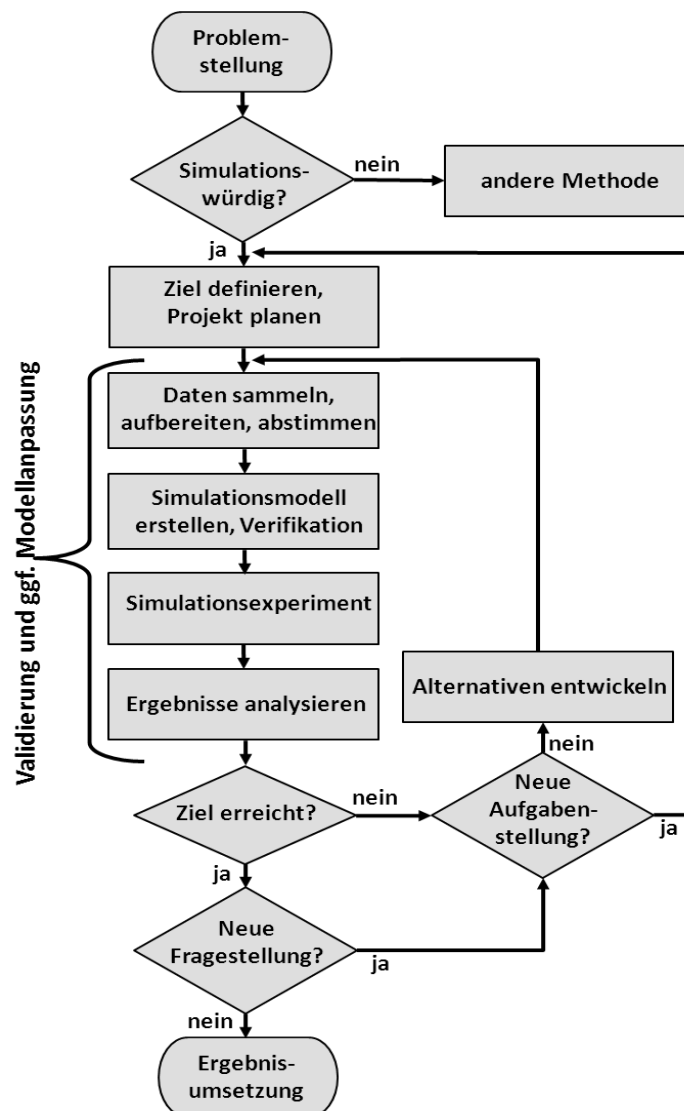 Problem-
stellung
Simulations-
würdig?
nein
andere Methode
ja
Ziel definieren,
Projekt planen
Validierung und ggf. Modellanpassung
Daten sammeln,
aufbereiten, abstimmen
Simulationsmodell
erstellen, Verifikation
Simulationsexperiment
Ergebnisse analysieren
Alternativen entwickeln
nein
Ziel erreicht?
nein
Neue
Aufgaben-
stellung?
ja
ja
Neue
Fragestellung?
ja
nein
Ergebnis-
umsetzung